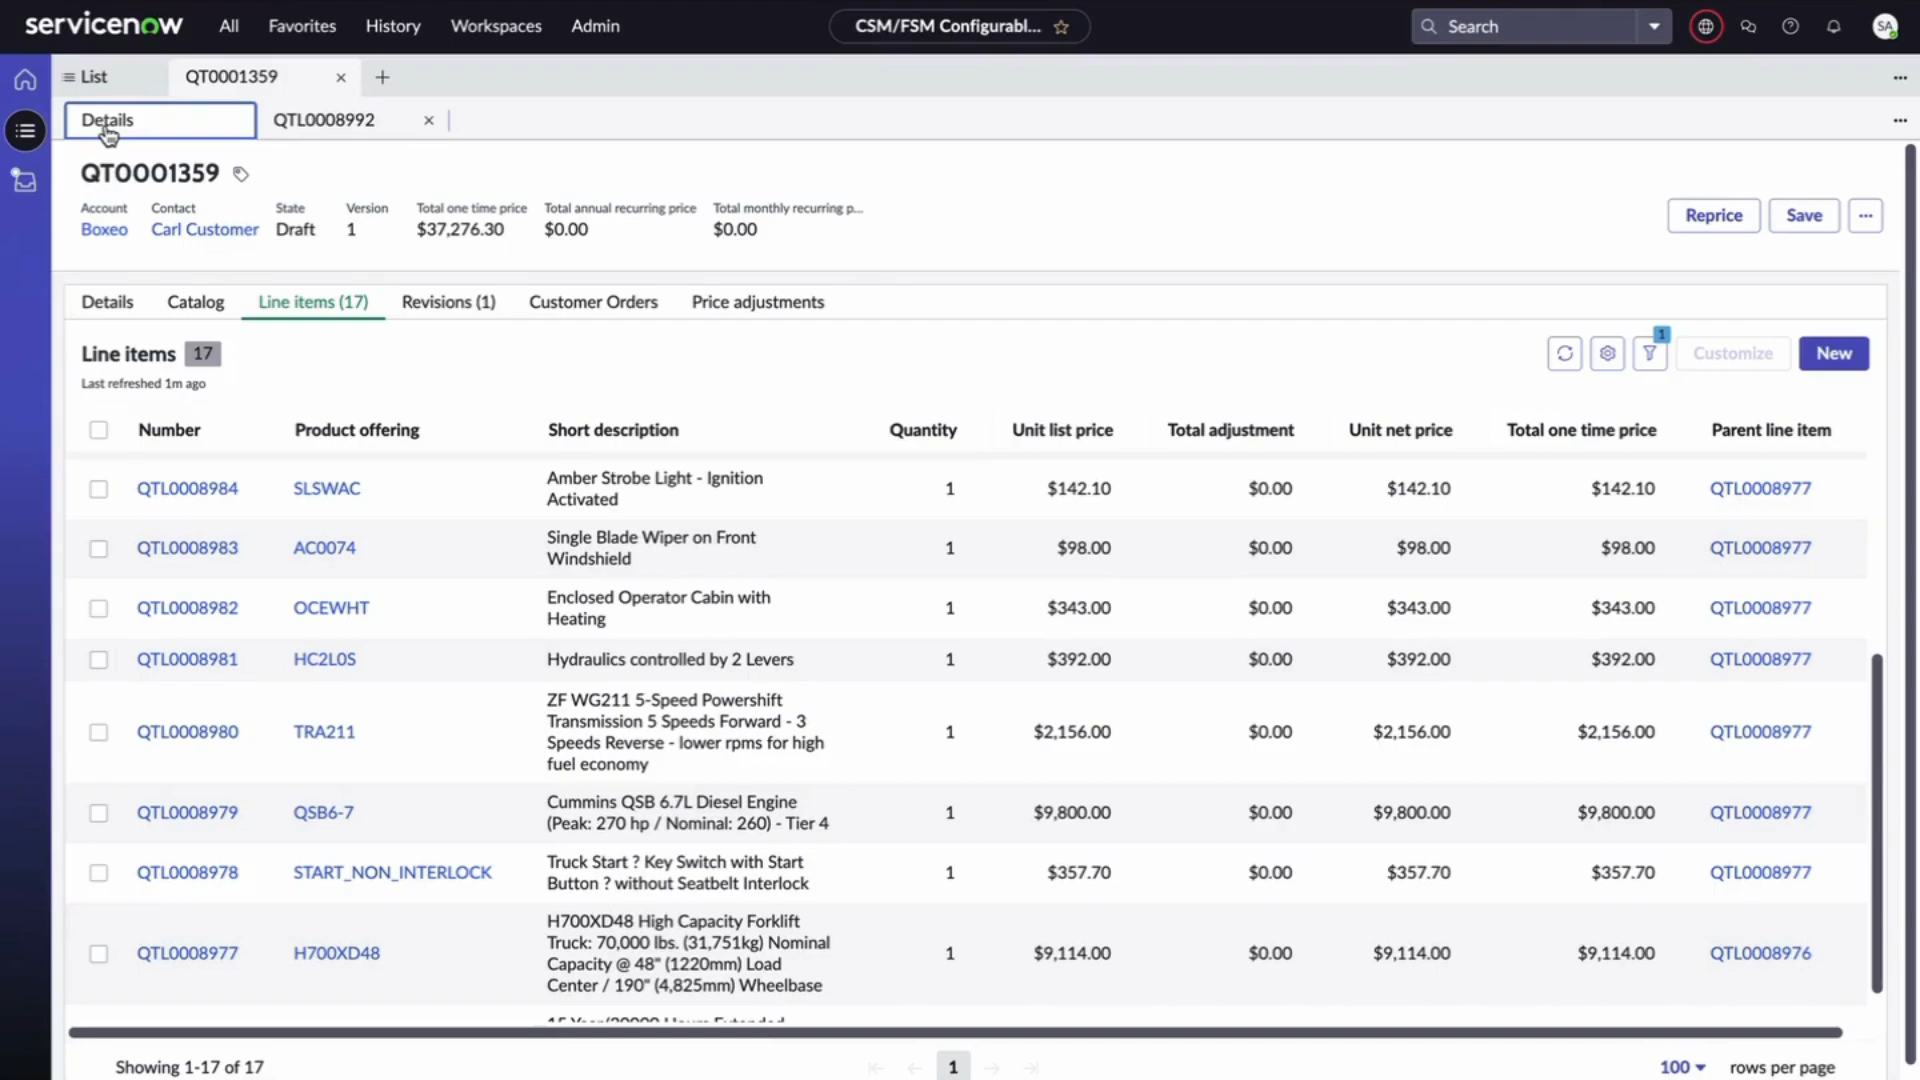 servicenow All Favorites History Workspaces Admin CSM/FSM Configurabl... Search SA
List QT0001359
Details QTL0008992
QT0001359
Account Contact State Version Total one time price Total annual recurring price Total monthly recurring p...
Boxeo Carl Customer Draft 1 $37,276.30 $0.00 $0.00
Reprice Save
Details Catalog Line items (17) Revisions (1) Customer Orders Price adjustments
Line items 17
Last refreshed 1m ago
1 Customize New
Number Product offering Short description Quantity Unit list price Total adjustment Unit net price Total one time price Parent line item
QTL0008984 SLSWAC Amber Strobe Light - Ignition
Activated 1 $142.10 $0.00 $142.10 $142.10 QTL0008977
QTL0008983 AC0074 Single Blade Wiper on Front
Windshield 1 $98.00 $0.00 $98.00 $98.00 QTL0008977
QTL0008982 OCEWHT Enclosed Operator Cabin with
Heating 1 $343.00 $0.00 $343.00 $343.00 QTL0008977
QTL0008981 HC2L0S Hydraulics controlled by 2 Levers 1 $392.00 $0.00 $392.00 $392.00 QTL0008977
QTL0008980 TRA211 ZF WG211 5-Speed Powershift
Transmission 5 Speeds Forward - 3
Speeds Reverse - lower rpms for high
fuel economy 1 $2,156.00 $0.00 $2,156.00 $2,156.00 QTL0008977
QTL0008979 QSB6-7 Cummins QSB 6.7L Diesel Engine
(Peak: 270 hp / Nominal: 260) - Tier 4 1 $9,800.00 $0.00 $9,800.00 $9,800.00 QTL0008977
QTL0008978 START_NON_INTERLOCK Truck Start ? Key Switch with Start
Button ? without Seatbelt Interlock 1 $357.70 $0.00 $357.70 $357.70 QTL0008977
QTL0008977 H700XD48 H700XD48 High Capacity Forklift
Truck: 70,000 lbs. (31,751kg) Nominal
Capacity @ 48" (1220mm) Load
Center / 190" (4,825mm) Wheelbase 1 $9,114.00 $0.00 $9,114.00 $9,114.00 QTL0008976
Showing 1-17 of 17 1 100 rows per page